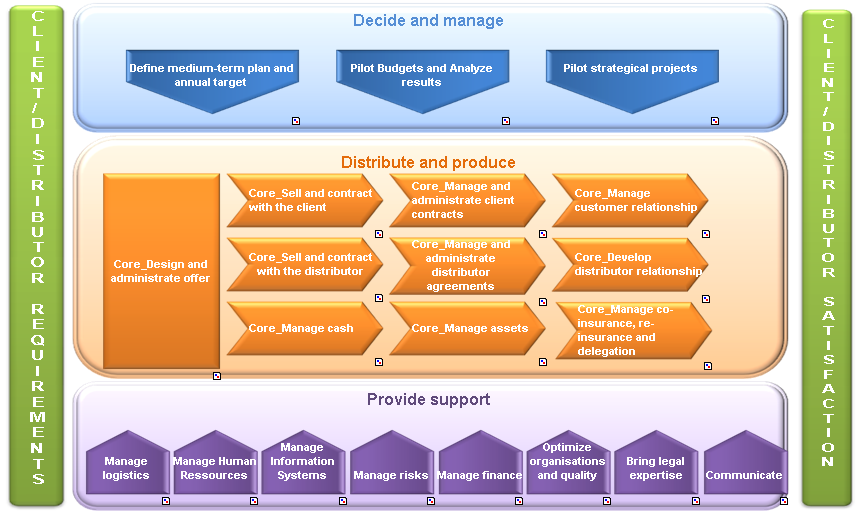 CLIENT/DISTRIBUTOR REQUIREMENTS
Decide and manage
Define medium-term plan and
annual target
Pilot Budgets and Analyze
results
Pilot strategical projects
Distribute and produce
Core_Design and
administrate offer
Core_Sell and contract
with the client
Core_Manage and
administrate client
contracts
Core_Manage
customer relationship
Core_Sell and contract
with the distributor
Core_Manage and
administrate
distributor
agreements
Core_Develop
distributor relationship
Core_Manage cash
Core_Manage assets
Core_Manage co-
insurance, re-
insurance and
delegation
Provide support
Manage
logistics
Manage Human
Ressources
Manage
Information
Systems
Manage risks
Manage finance
Optimize
organisations
and quality
Bring legal
expertise
Communicate
CLIENT/DISTRIBUTOR SATISFACTION